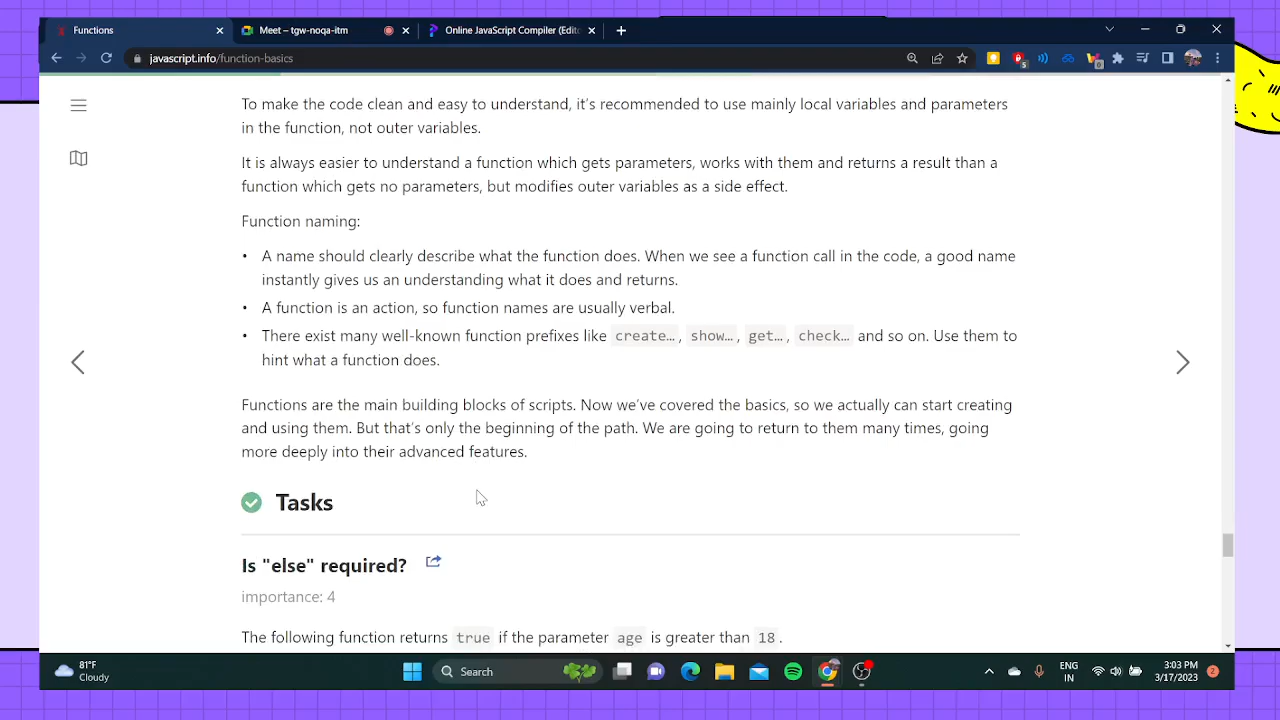 Functions
Meet – tgw-noqa-itm
Online JavaScript Compiler (Edito
javascript.info/function-basics
To make the code clean and easy to understand, it's recommended to use mainly local variables and parameters
in the function, not outer variables.
It is always easier to understand a function which gets parameters, works with them and returns a result than a
function which gets no parameters, but modifies outer variables as a side effect.
Function naming:
• A name should clearly describe what the function does. When we see a function call in the code, a good name
instantly gives us an understanding what it does and returns.
• A function is an action, so function names are usually verbal.
• There exist many well-known function prefixes like create…, show…, get…, check… and so on. Use them to
hint what a function does.
Functions are the main building blocks of scripts. Now we've covered the basics, so we actually can start creating
and using them. But that's only the beginning of the path. We are going to return to them many times, going
more deeply into their advanced features.
Tasks
Is "else" required?
importance: 4
The following function returns true if the parameter age is greater than 18.
81°F
Cloudy
Search
ENG
IN
3:03 PM
3/17/2023
2